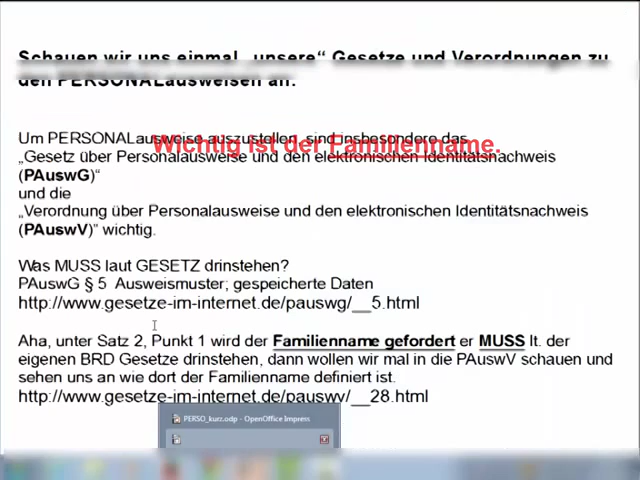 Schauen wir uns einmal „unsere“ Gesetze und Verordnungen zu
den PERSONALausweisen an:
Um PERSONALausweise auszustellen, sind insbesondere das
Wichtig ist der Familienname.
„Gesetz über Personalausweise und den elektronischen Identitätsnachweis
(PAuswG)“
und die
„Verordnung über Personalausweise und den elektronischen Identitätsnachweis
(PAuswV)“ wichtig.
Was MUSS laut GESETZ drinstehen?
PAuswG § 5 Ausweismuster; gespeicherte Daten
http://www.gesetze-im-internet.de/pauswg/__5.html
Aha, unter Satz 2, Punkt 1 wird der Familienname gefordert er MUSS lt. der
eigenen BRD Gesetze drinstehen, dann wollen wir mal in die PAuswV schauen und
sehen uns an wie dort der Familienname definiert ist.
http://www.gesetze-im-internet.de/pauswv/__28.html
PERSO_kurz.odp - OpenOffice Impress